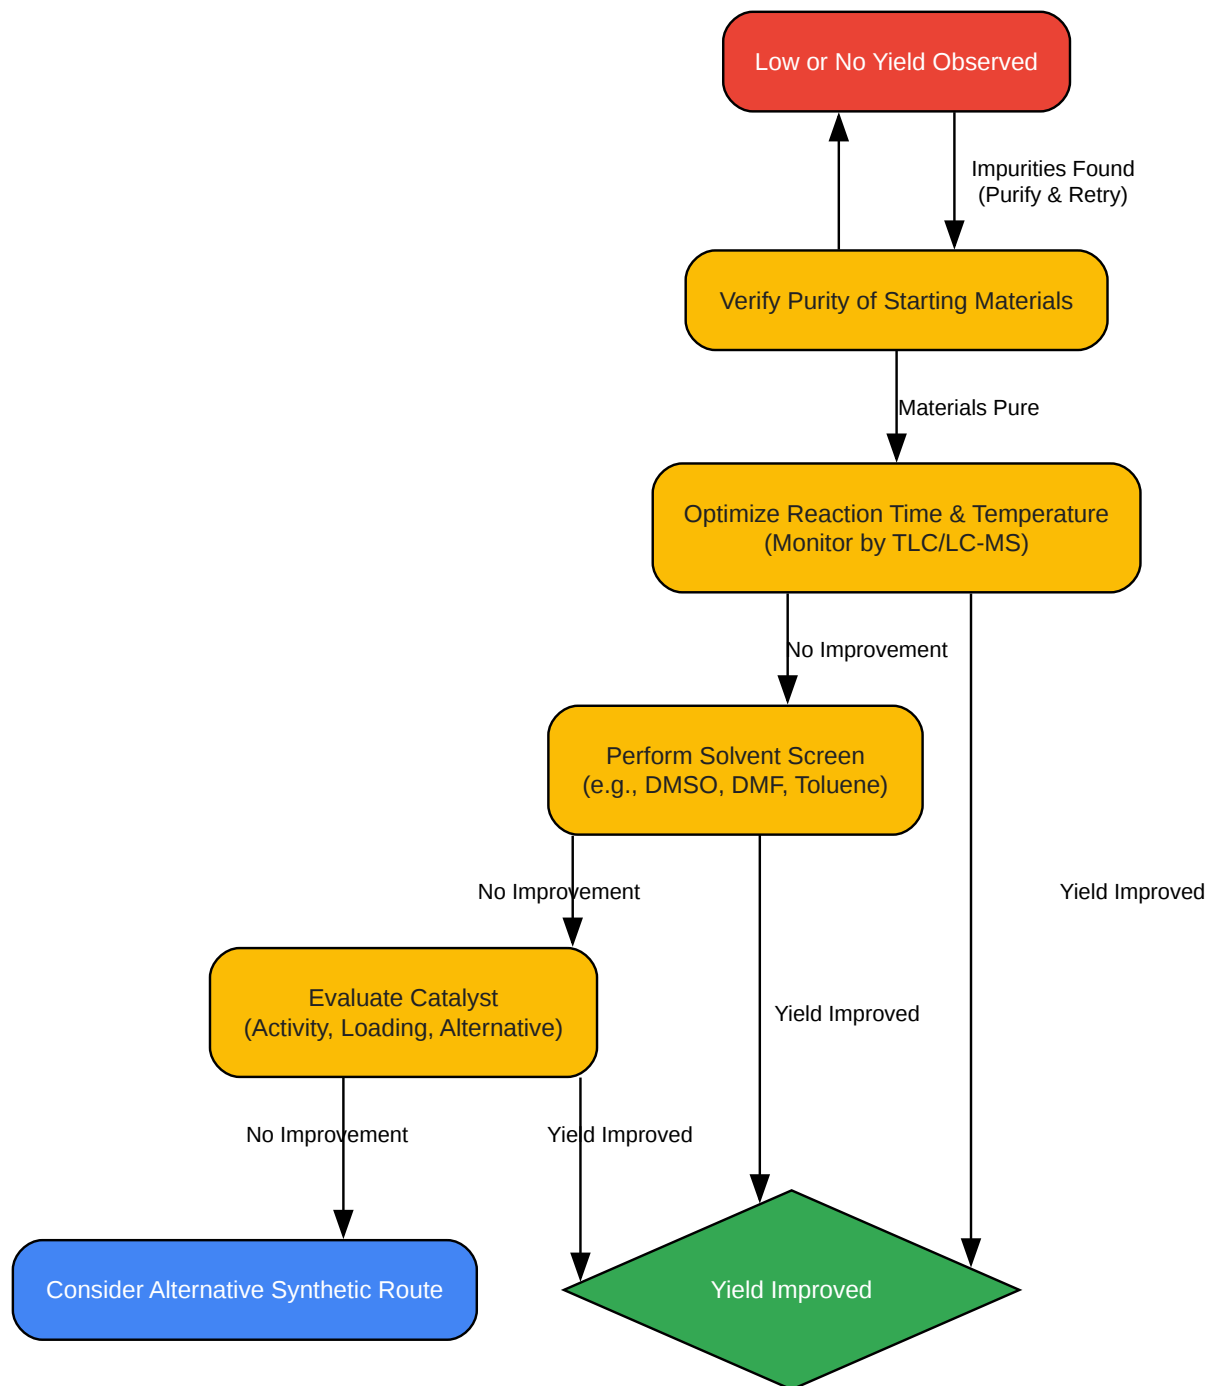 Low or No Yield Observed
Impurities Found
(Purify & Retry)
Verify Purity of Starting Materials
Materials Pure
Optimize Reaction Time & Temperature
(Monitor by TLC/LC-MS)
No Improvement
Perform Solvent Screen
(e.g., DMSO, DMF, Toluene)
No Improvement
Yield Improved
Evaluate Catalyst
(Activity, Loading, Alternative)
Yield Improved
No Improvement
Yield Improved
Consider Alternative Synthetic Route
Yield Improved